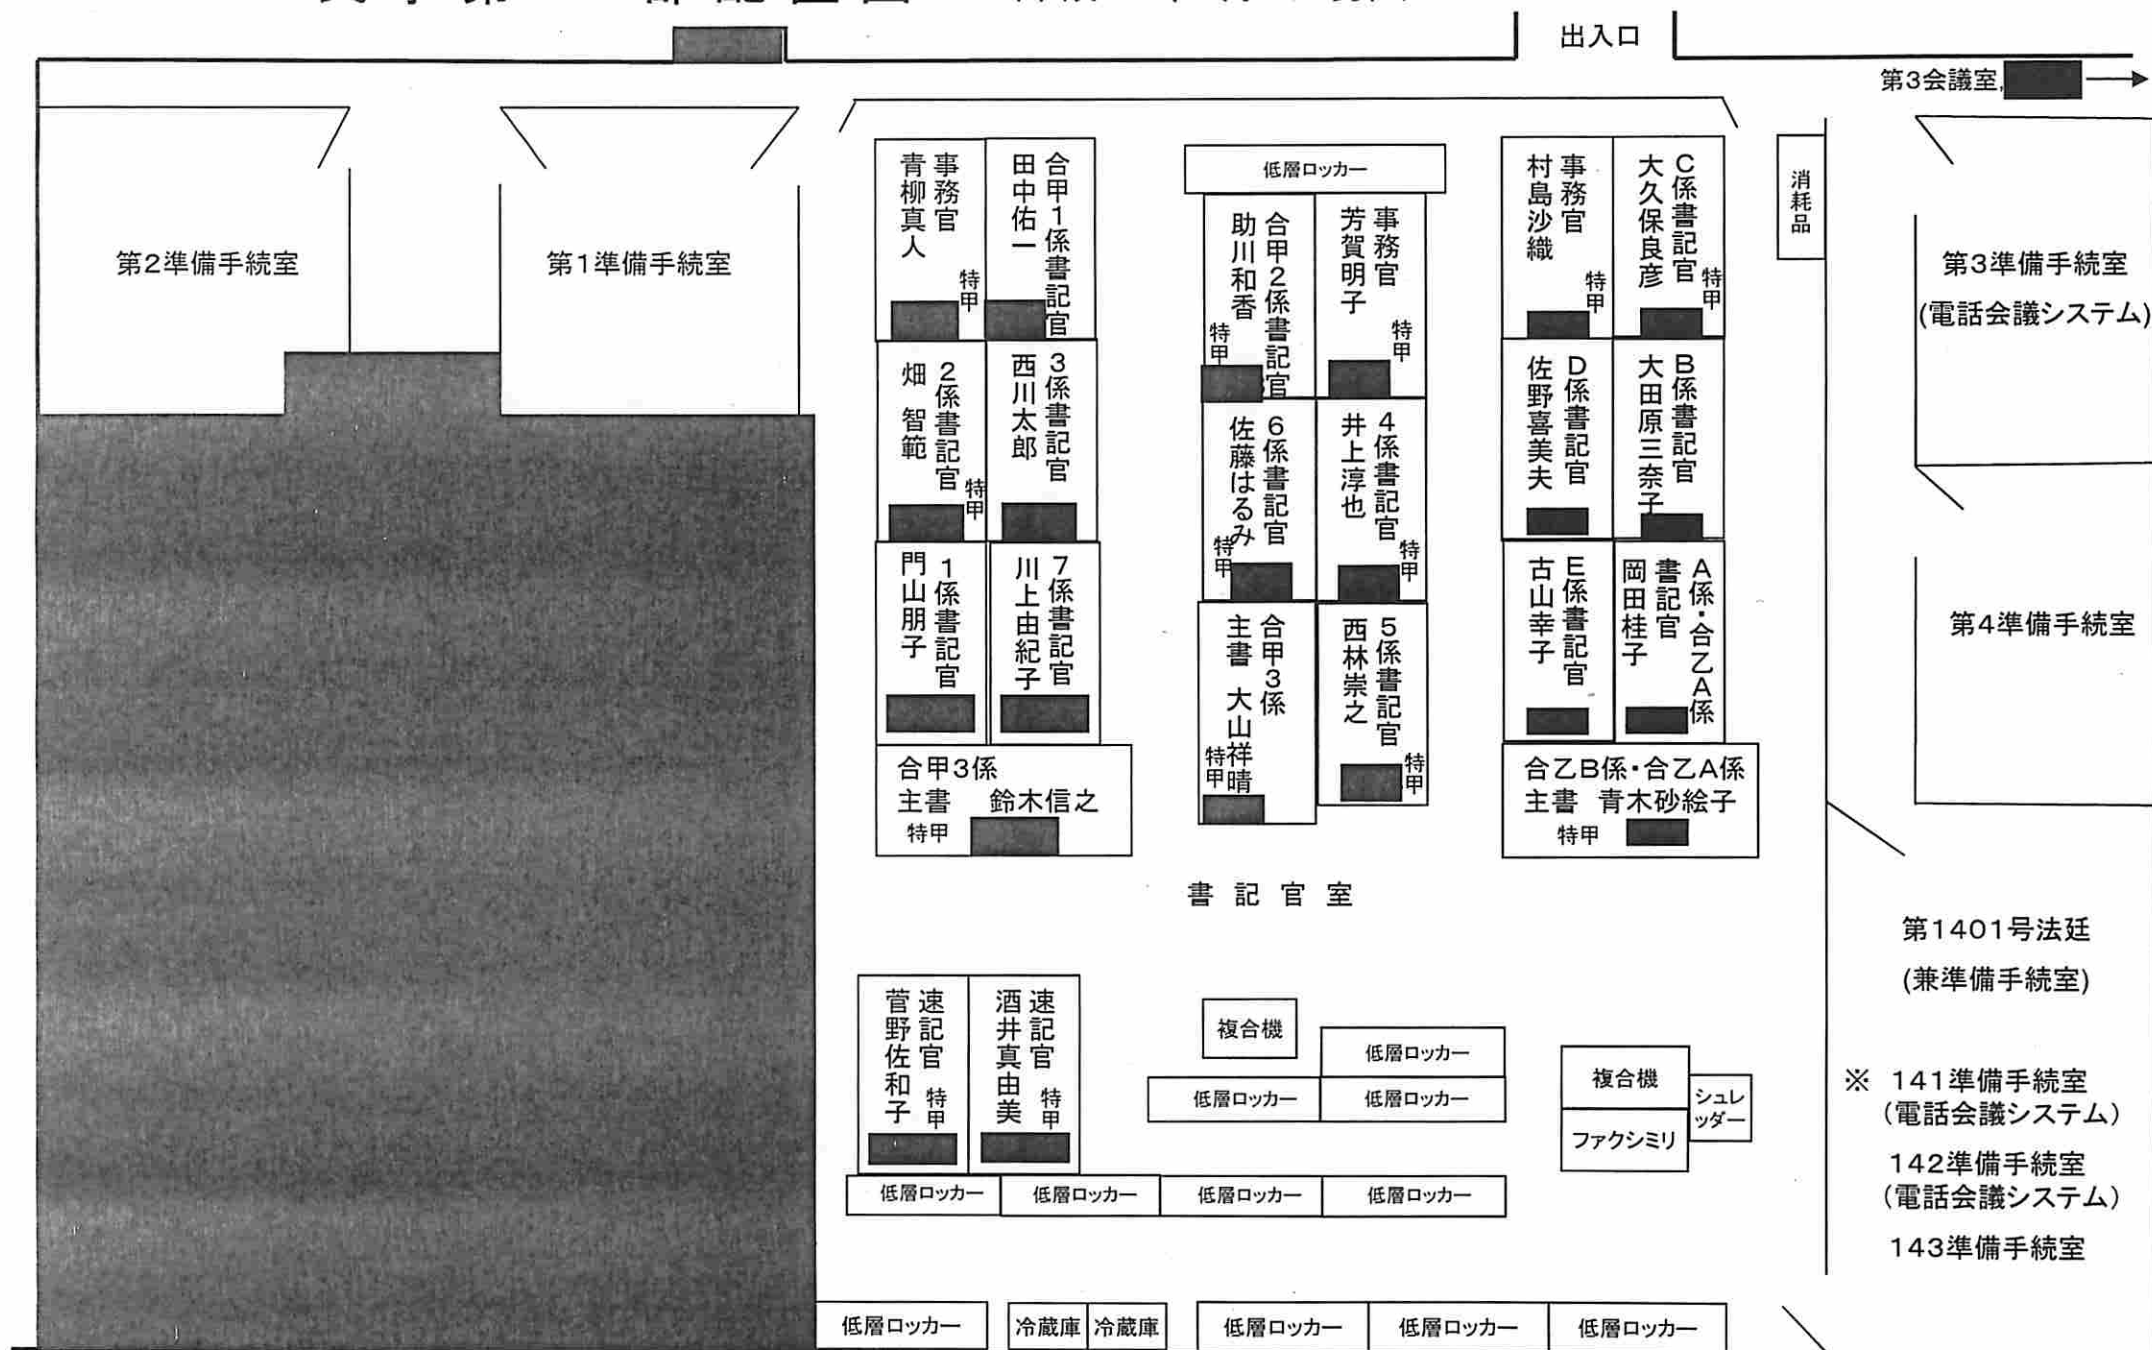 出入口
第3会議室,
第2準備手続室
第1準備手続室
事務官
青柳真人
特甲
合甲1係書記官
田中佑一
2係書記官
畑 智範
特甲
3係書記官
西川太郎
1係書記官
門山朋子
7係書記官
川上由紀子
合甲3係
主書 鈴木信之
特甲
低層ロッカー
合甲2係書記官
助川和香
特甲
事務官
芳賀明子
特甲
6係書記官
佐藤はるみ
特甲
4係書記官
井上淳也
特甲
合甲3係
主書 大山祥晴
特甲
5係書記官
西林崇之
特甲
事務官
村島沙織
特甲
C係書記官
大久保良彦
特甲
D係書記官
佐野喜美夫
B係書記官
大田原三奈子
E係書記官
古山幸子
A係・合乙A係
書記官
岡田桂子
合乙B係・合乙A係
主書 青木砂絵子
特甲
消耗品
第3準備手続室
(電話会議システム)
第4準備手続室
書記官室
第1401号法廷
(兼準備手続室)
※ 141準備手続室
(電話会議システム)
142準備手続室
(電話会議システム)
143準備手続室
速記官
菅野佐和子
特甲
速記官
酒井真由美
特甲
複合機
低層ロッカー
低層ロッカー
低層ロッカー
複合機
ファクシミリ
シュレ
ッダー
低層ロッカー
低層ロッカー
低層ロッカー
低層ロッカー
低層ロッカー
冷蔵庫
冷蔵庫
低層ロッカー
低層ロッカー
低層ロッカー